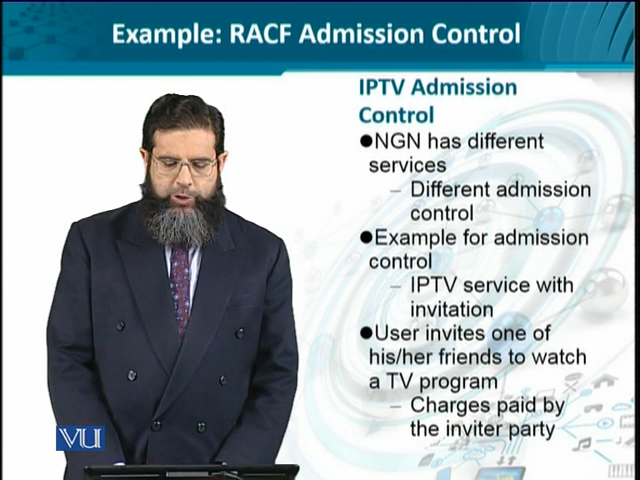 Example: RACF Admission Control
IPTV Admission
Control
●NGN has different
services
– Different admission
control
●Example for admission
control
– IPTV service with
invitation
●User invites one of
his/her friends to watch
a TV program
– Charges paid by
the inviter party
VU